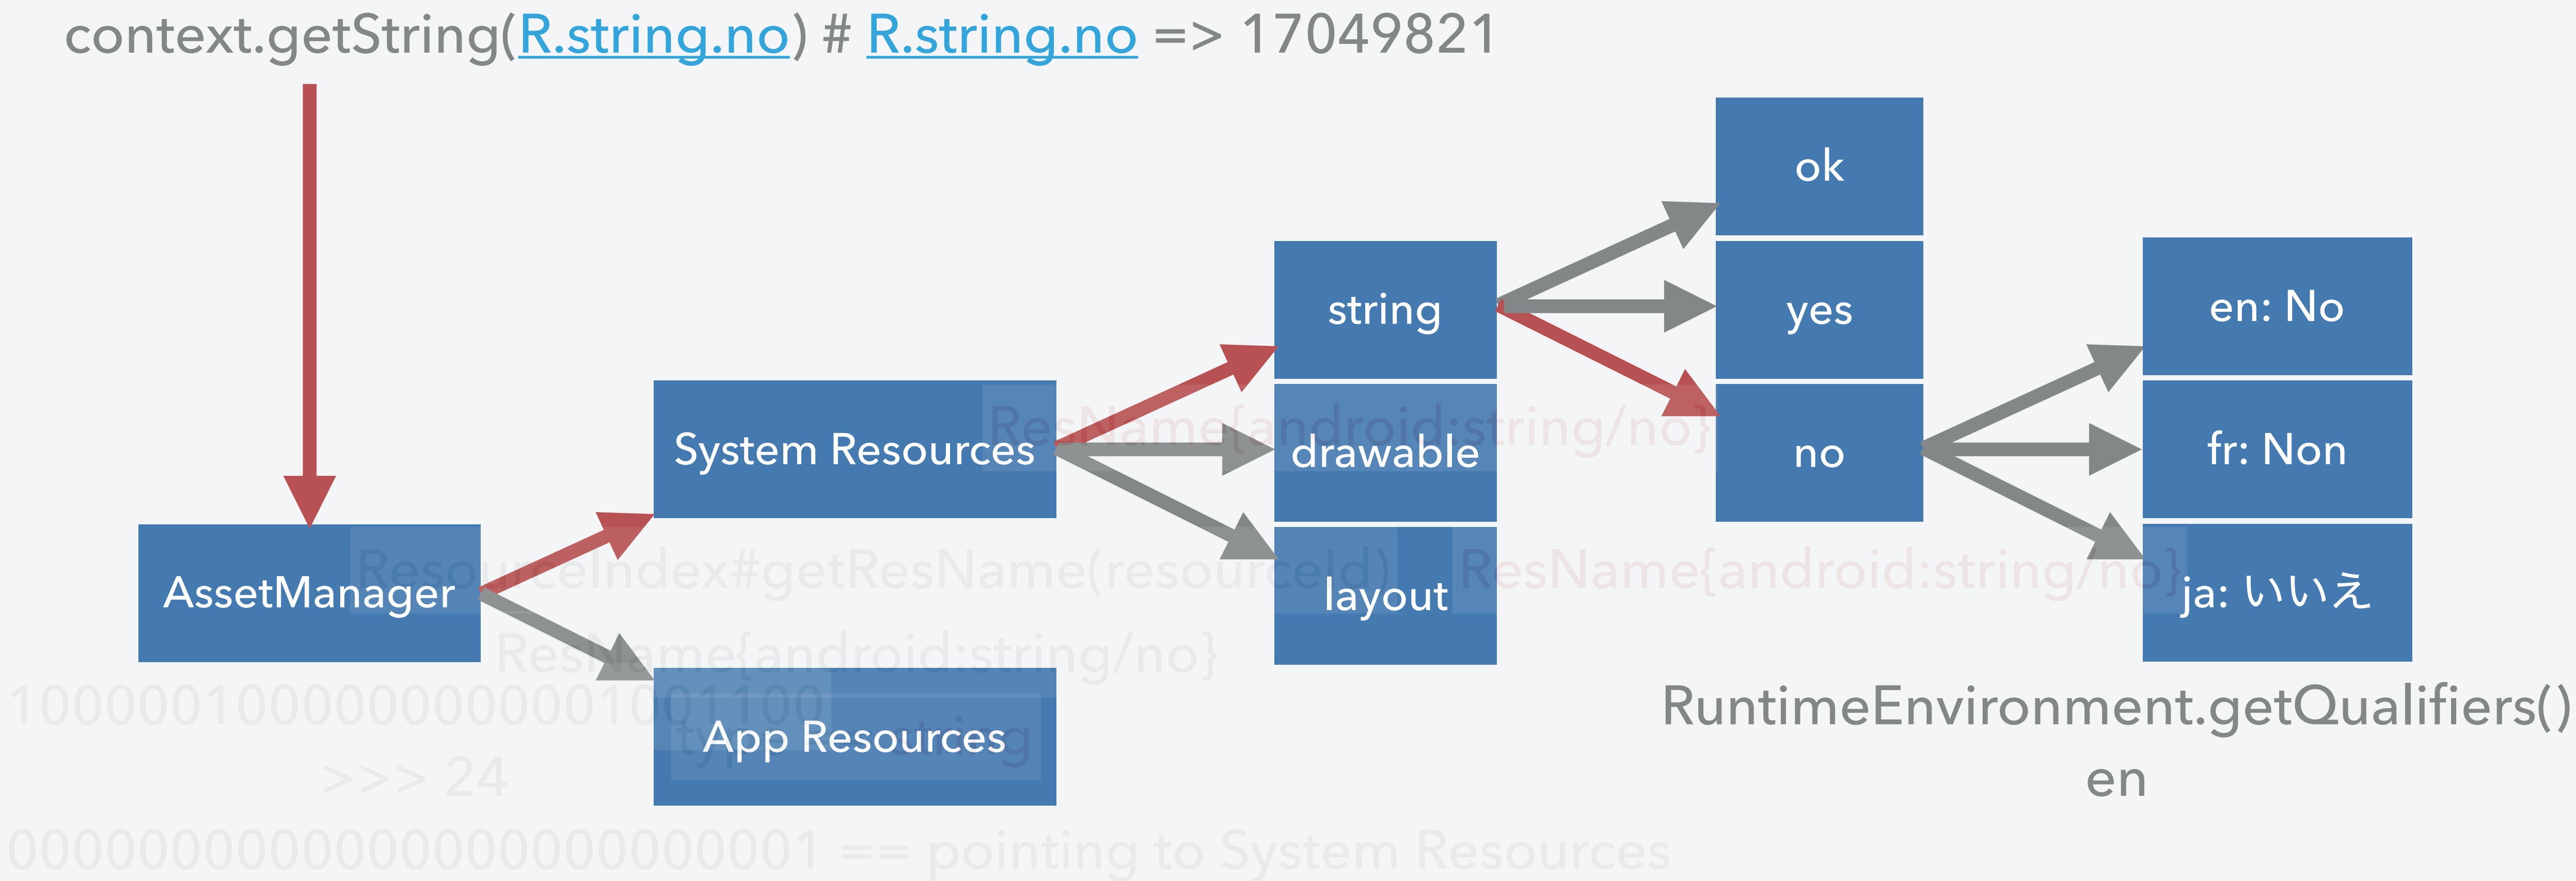 context.getString(R.string.no) # R.string.no => 17049821
ok
string
yes
en: No
System Resources
ResName{android:string/no}
drawable
no
fr: Non
AssetManager
ResourceIndex#getResName(resourceId)
ResName{android:string/no}
layout
ja: いいえ
ResName{android:string/no}
App Resources
string
RuntimeEnvironment.getQualifiers()
>>> 24
en
== pointing to System Resources